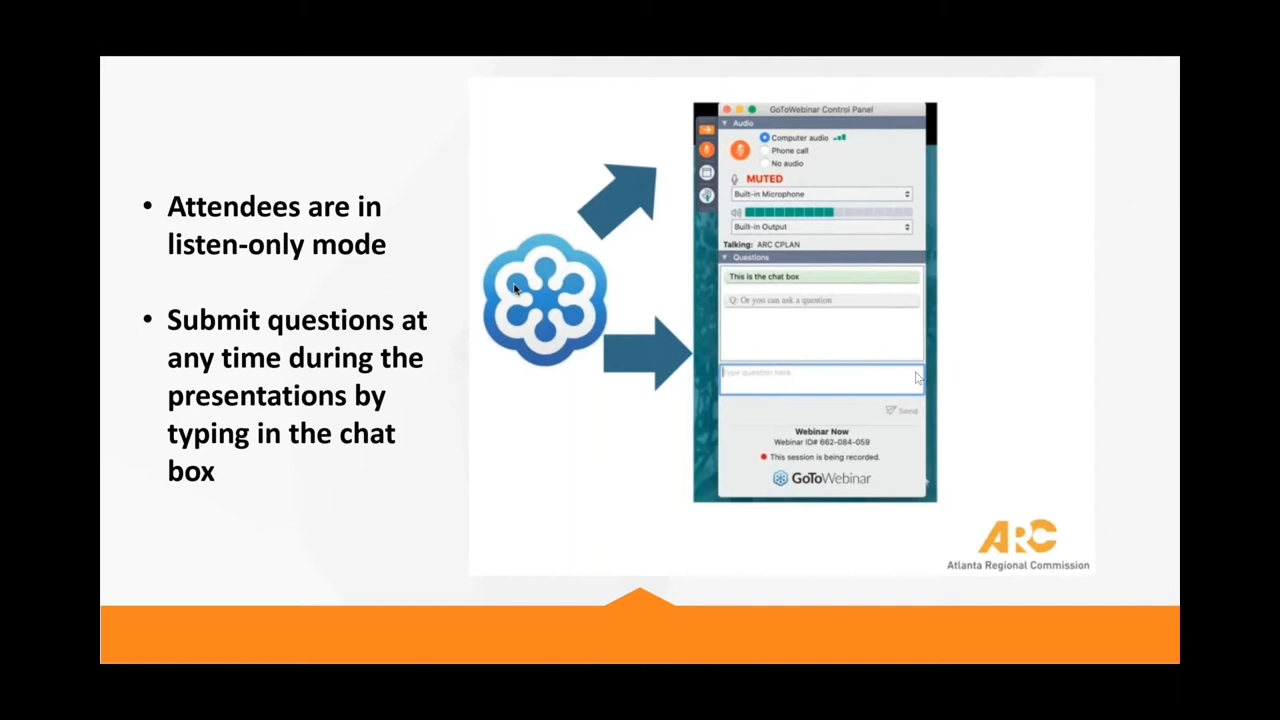 • Attendees are in
listen-only mode
• Submit questions at
any time during the
presentations by
typing in the chat
box
GoToWebinar Control Panel
Audio
Computer audio
Phone call
No audio
MUTED
Built-in Microphone
Built-in Output
Talking: ARC CPLAN
Questions
This is the chat box
Q: Or you can ask a question
Type question here.
Send
Webinar Now
Webinar ID# 662-084-059
This session is being recorded.
GoToWebinar
ARC
Atlanta Regional Commission